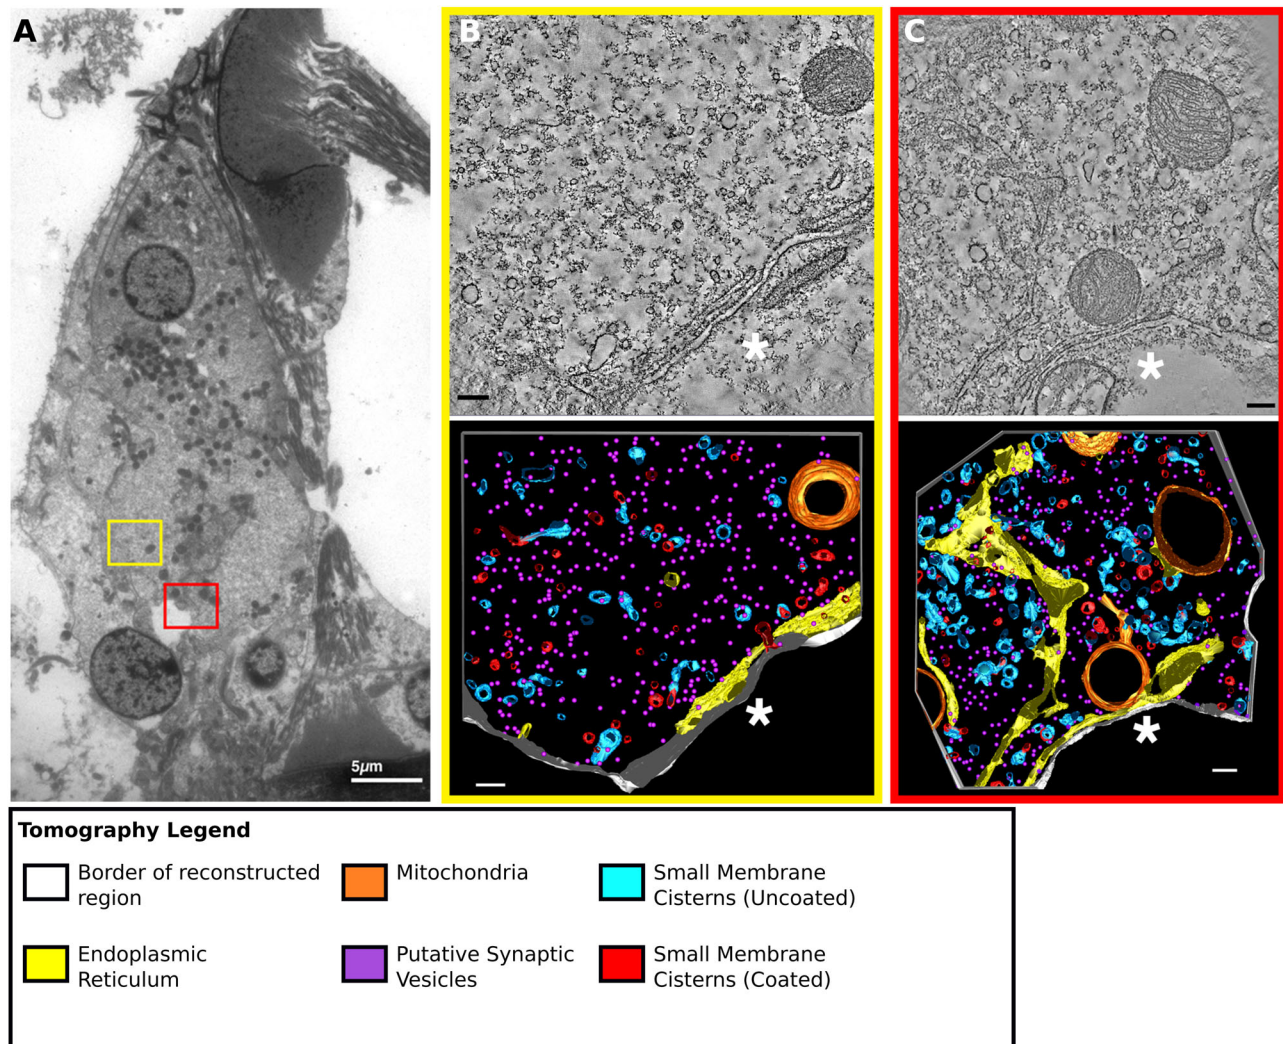 A
B
C
*
*
5µm
*
*
Tomography Legend
Border of reconstructed
region
Mitochondria
Small Membrane
Cisterns (Uncoated)
Endoplasmic
Reticulum
Putative Synaptic
Vesicles
Small Membrane
Cisterns (Coated)